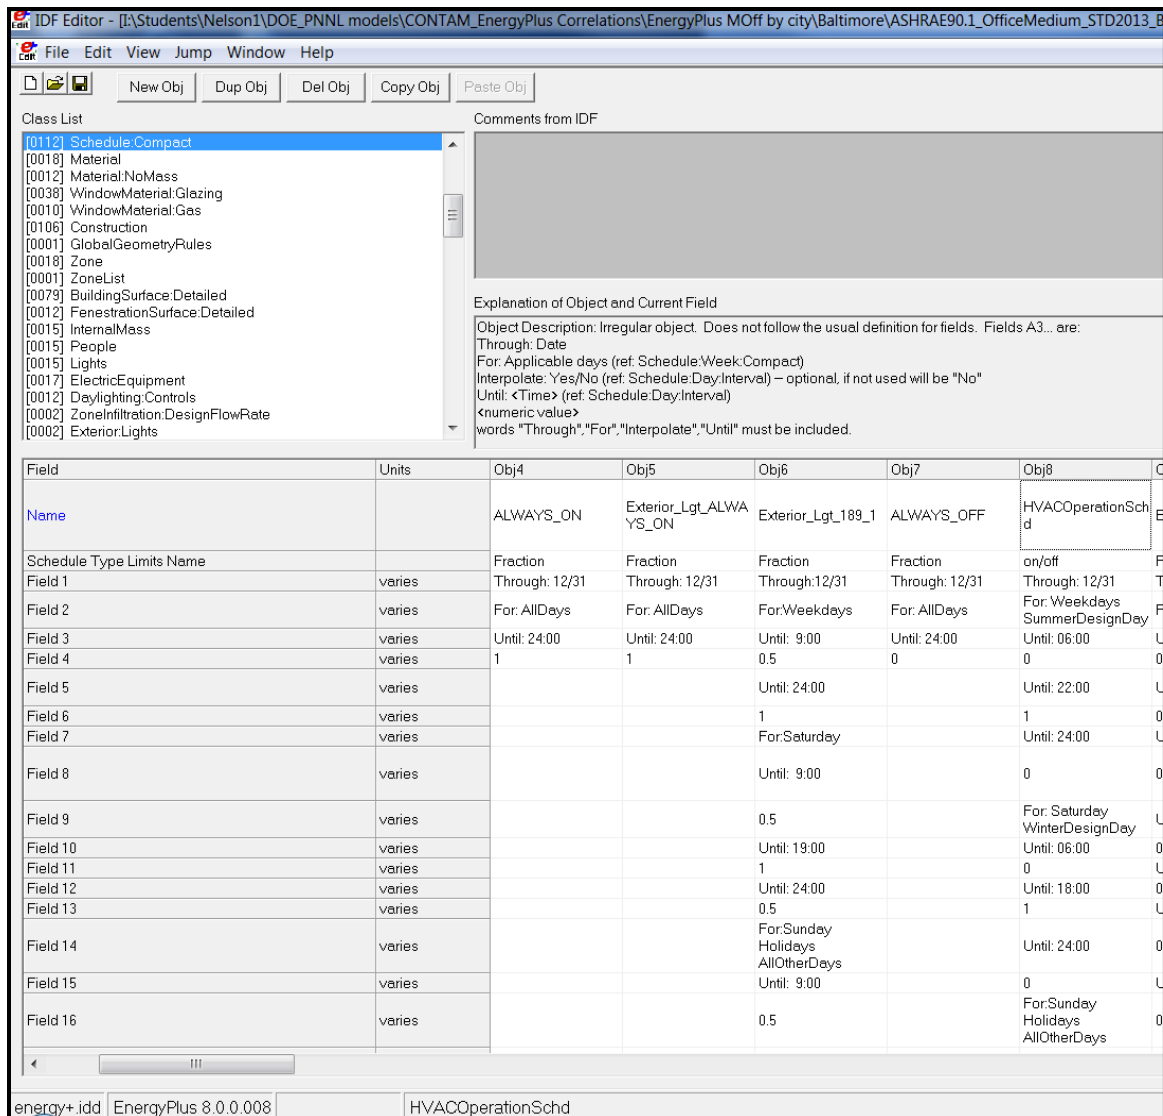 IDF Editor - [I:\Students\Nelson1\DOE_PNNL models\CONTAM_EnergyPlus Correlations\EnergyPlus MOff by city\Baltimore\ASHRAE90.1_OfficeMedium_STD2013_B
File Edit View Jump Window Help
New Obj Dup Obj Del Obj Copy Obj Paste Obj
Class List
[0112] Schedule:Compact
[0018] Material
[0012] Material:NoMass
[0038] WindowMaterial:Glazing
[0010] WindowMaterial:Gas
[0106] Construction
[0001] GlobalGeometryRules
[0018] Zone
[0001] ZoneList
[0079] BuildingSurface:Detailed
[0012] FenestrationSurface:Detailed
[0015] InternalMass
[0015] People
[0015] Lights
[0017] ElectricEquipment
[0012] Daylighting:Controls
[0002] ZoneInfiltration:DesignFlowRate
[0002] Exterior:Lights
Comments from IDF
Explanation of Object and Current Field
Object Description: Irregular object. Does not follow the usual definition for fields. Fields A3... are:
Through: Date
For: Applicable days (ref: Schedule:Week:Compact)
Interpolate: Yes/No (ref: Schedule:Day:Interval) -- optional, if not used will be "No"
Until: <Time> (ref: Schedule:Day:Interval)
<numeric value>
words "Through","For","Interpolate","Until" must be included.
Field Units Obj4 Obj5 Obj6 Obj7 Obj8
Name ALWAYS_ON Exterior_Lgt_ALWA
YS_ON Exterior_Lgt_189_1 ALWAYS_OFF HVACOperationSch
d
Schedule Type Limits Name Fraction Fraction Fraction Fraction on/off
Field 1 varies Through: 12/31 Through: 12/31 Through:12/31 Through: 12/31 Through: 12/31
Field 2 varies For: AllDays For: AllDays For:Weekdays For: AllDays For: Weekdays
SummerDesignDay
Field 3 varies Until: 24:00 Until: 24:00 Until: 9:00 Until: 24:00 Until: 06:00
Field 4 varies 1 1 0.5 0 0
Field 5 varies Until: 24:00 Until: 22:00
Field 6 varies 1 1
Field 7 varies For:Saturday Until: 24:00
Field 8 varies Until: 9:00 0
Field 9 varies 0.5 For: Saturday
WinterDesignDay
Field 10 varies Until: 19:00 Until: 06:00
Field 11 varies 1 0
Field 12 varies Until: 24:00 Until: 18:00
Field 13 varies 0.5 1
Field 14 varies For:Sunday
Holidays
AllOtherDays Until: 24:00
Field 15 varies Until: 9:00 0
Field 16 varies 0.5 For:Sunday
Holidays
AllOtherDays
energy+.idd EnergyPlus 8.0.0.008 HVACOperationSchd